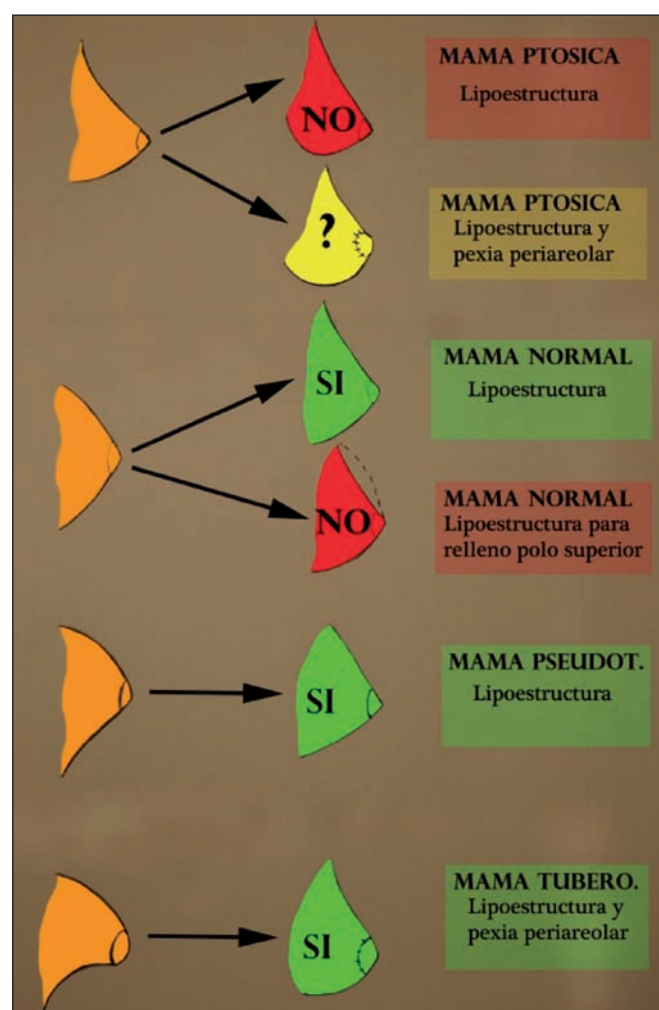 NO
MAMA PTOSICA
Lipoestructura
?
MAMA PTOSICA
Lipoestructura y
pexia periareolar
SI
MAMA NORMAL
Lipoestructura
NO
MAMA NORMAL
Lipoestructura para
relleno polo superior
SI
MAMA PSEUDOT.
Lipoestructura
SI
MAMA TUBERO.
Lipoestructura y
pexia periareolar